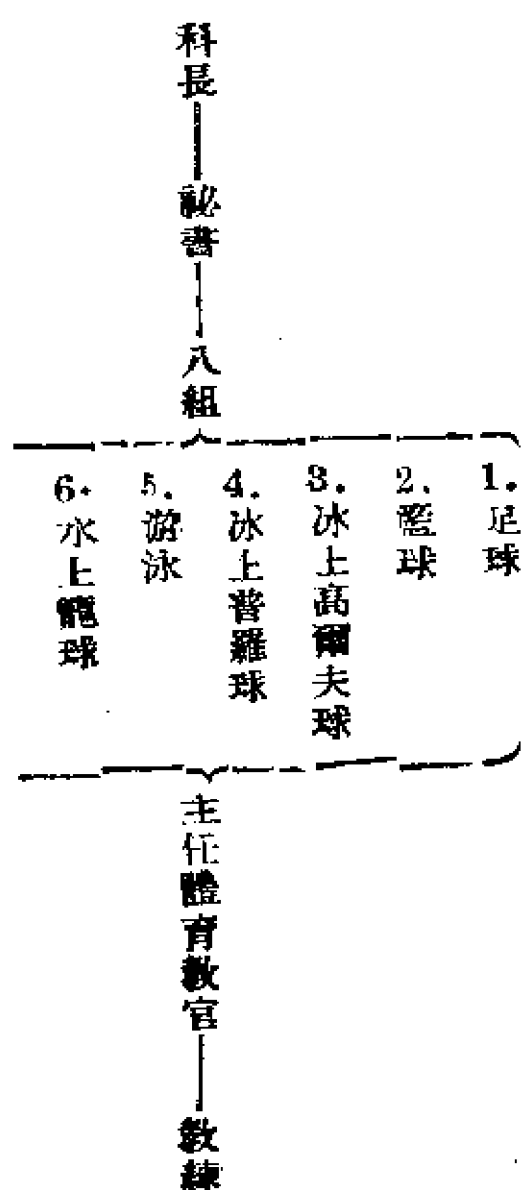 科長
祕書
八組
1.足球
2.籃球
3.冰上高爾夫球
4.冰上普羅球
5.游泳
6.水上籠球
主任體育教官
教練